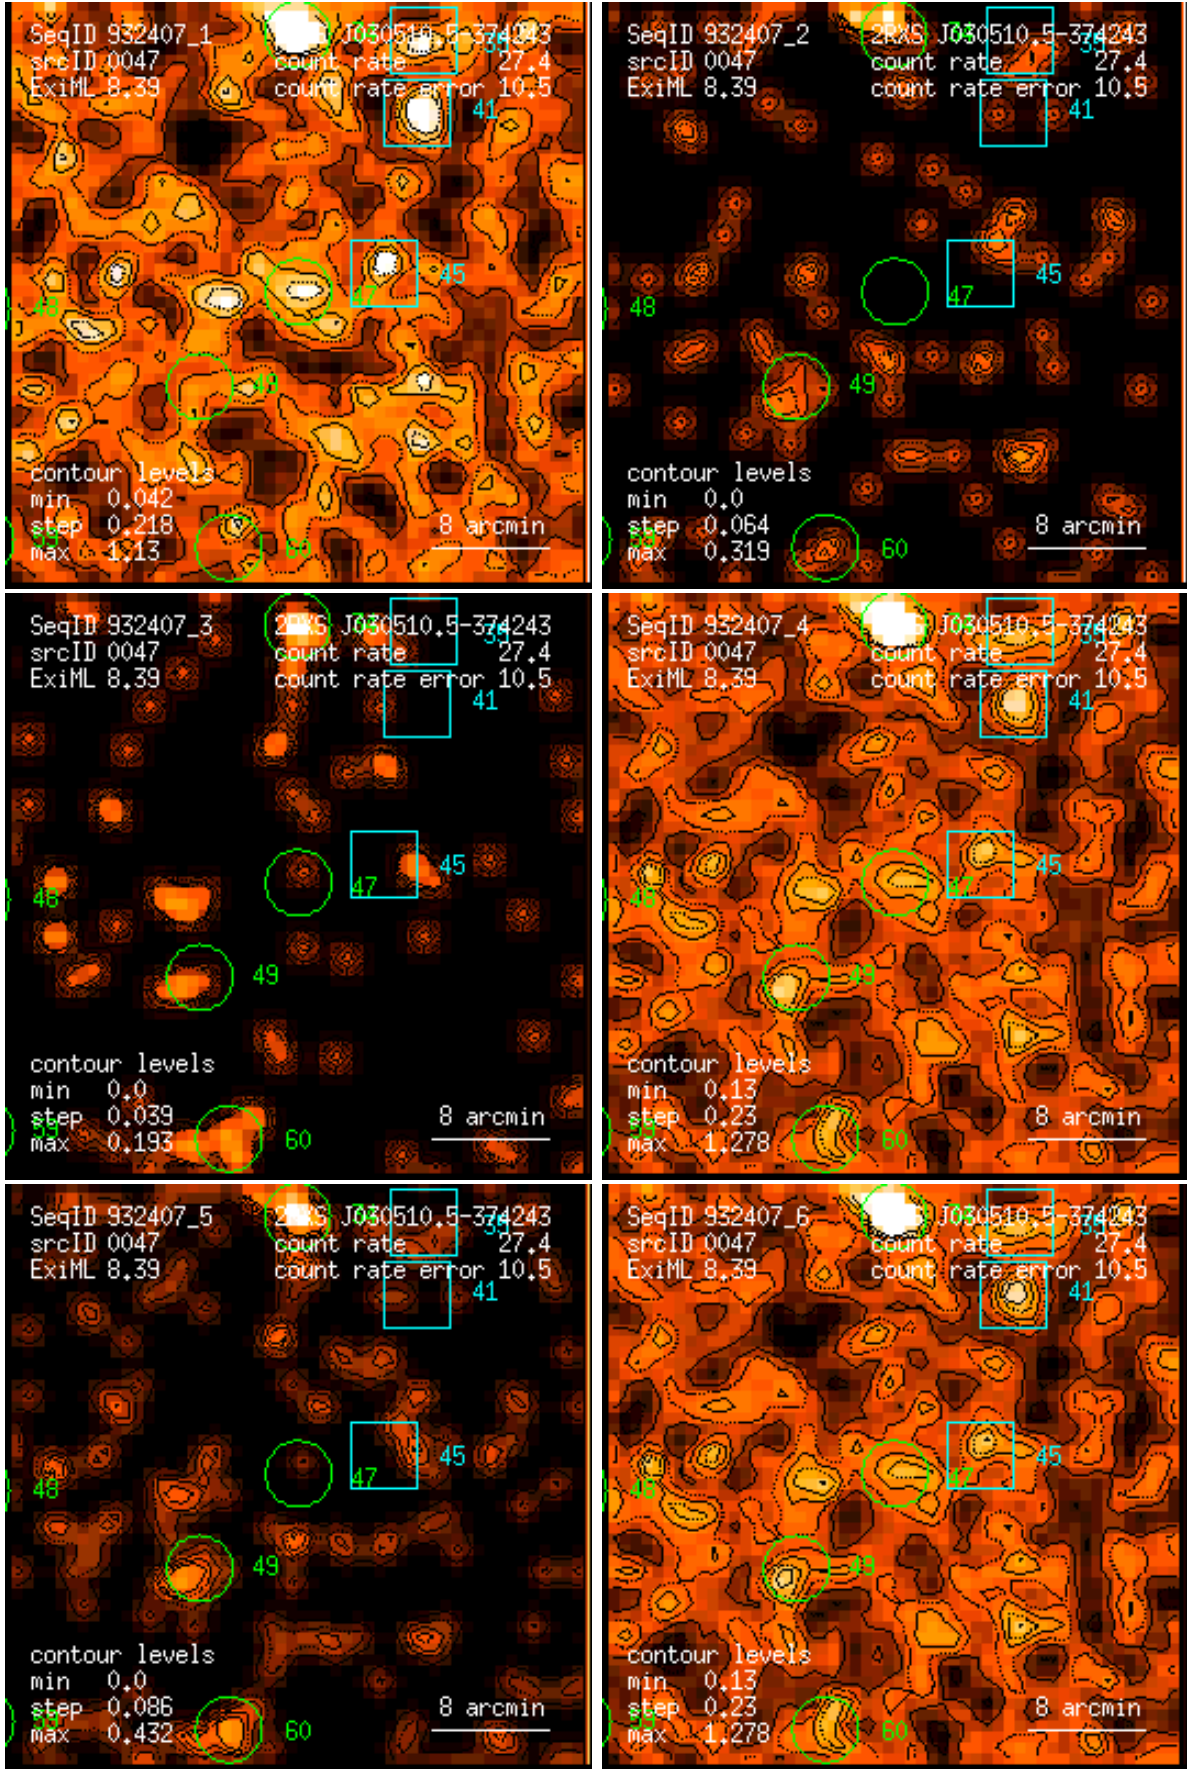 SeqID 932407_1 J030510.5-374243
srcID 0047 count rate 27.4
ExiML 8.39 count rate error 10.5
41
45
47
48
49
contour levels
min 0.042
step 0.218
max 1.13
8 arcmin
60
SeqID 932407_2 2RXS J030510.5-374243
srcID 0047 count rate 27.4
ExiML 8.39 count rate error 10.5
41
45
47
48
49
contour levels
min 0.0
step 0.064
max 0.319
8 arcmin
60
SeqID 932407_3 2RXS J030510.5-374243
srcID 0047 count rate 27.4
ExiML 8.39 count rate error 10.5
41
45
47
48
49
contour levels
min 0.0
step 0.039
max 0.193
8 arcmin
60
SeqID 932407_4 J030510.5-374243
srcID 0047 count rate 27.4
ExiML 8.39 count rate error 10.5
41
45
47
48
49
contour levels
min 0.13
step 0.23
max 1.278
8 arcmin
60
SeqID 932407_5 2RXS J030510.5-374243
srcID 0047 count rate 27.4
ExiML 8.39 count rate error 10.5
41
45
47
48
49
contour levels
min 0.0
step 0.086
max 0.432
8 arcmin
60
SeqID 932407_6 J030510.5-374243
srcID 0047 count rate 27.4
ExiML 8.39 count rate error 10.5
41
45
47
48
49
contour levels
min 0.13
step 0.23
max 1.278
8 arcmin
60